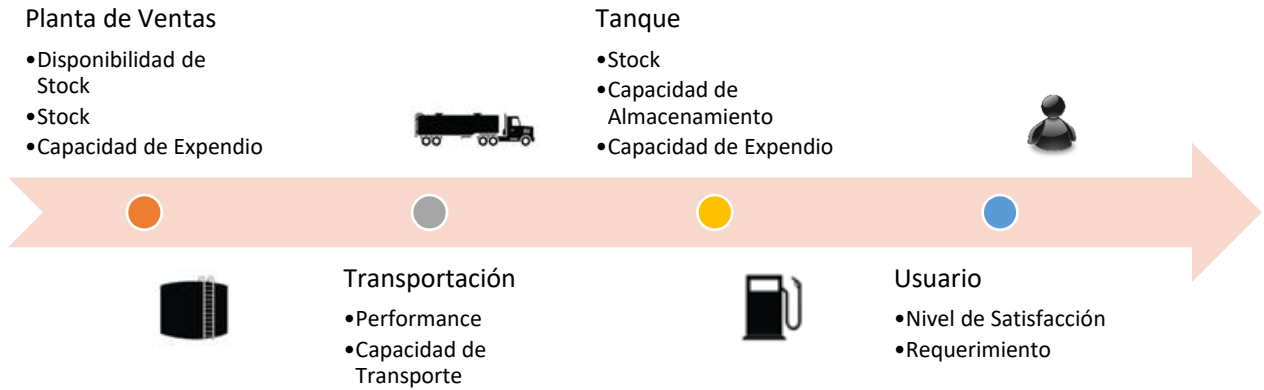 Planta de Ventas
•Disponibilidad de
Stock
•Stock
•Capacidad de Expendio
Transportación
•Performance
•Capacidad de
Transporte
Tanque
•Stock
•Capacidad de
Almacenamiento
•Capacidad de Expendio
Usuario
•Nivel de Satisfacción
•Requerimiento